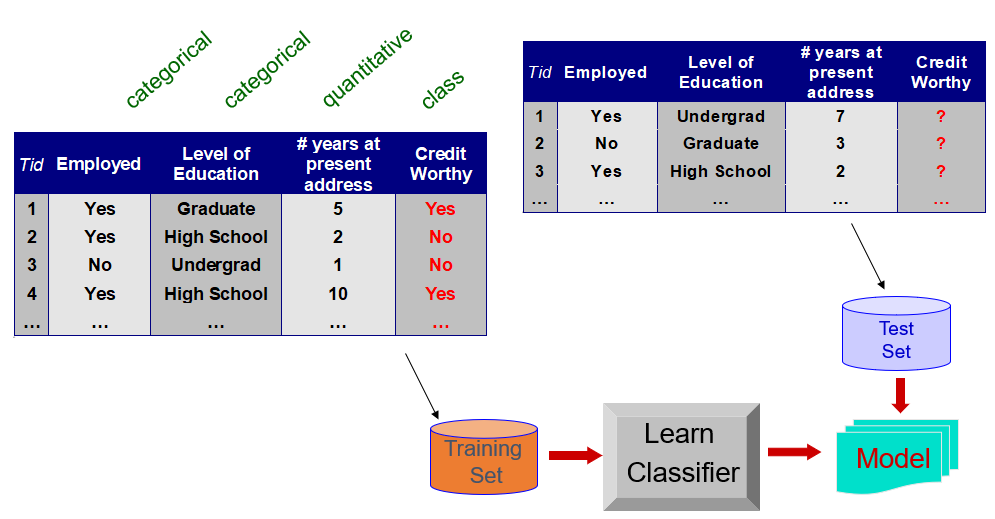 categorical
categorical
quantitative
class
Tid Employed Level of Education # years at present address Credit Worthy
1 Yes Graduate 5 Yes
2 Yes High School 2 No
3 No Undergrad 1 No
4 Yes High School 10 Yes
... ... ... ... ...
Tid Employed Level of Education # years at present address Credit Worthy
1 Yes Undergrad 7 ?
2 No Graduate 3 ?
3 Yes High School 2 ?
... ... ... ... ...
Test
Set
Training
Set
Learn
Classifier
Model